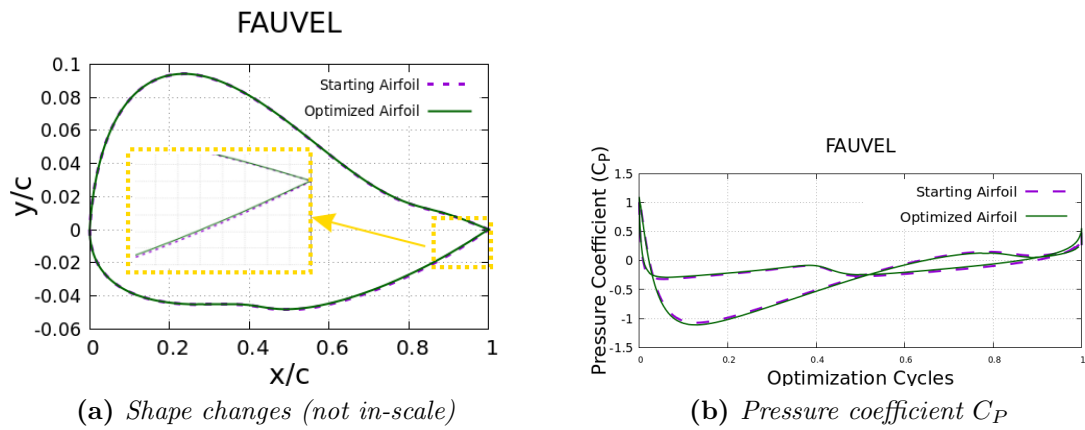 FAUVEL
0.1
0.08
0.06
0.04
0.02
0
-0.02
-0.04
-0.06
y/c
Starting Airfoil
Optimized Airfoil
0 0.2 0.4 0.6 0.8 1
x/c
(a) Shape changes (not in-scale)
FAUVEL
1.5
1
0.5
0
-0.5
-1
-1.5
Pressure Coefficient (CP)
Starting Airfoil
Optimized Airfoil
0 0.2 0.4 0.6 0.8 1
Optimization Cycles
(b) Pressure coefficient CP